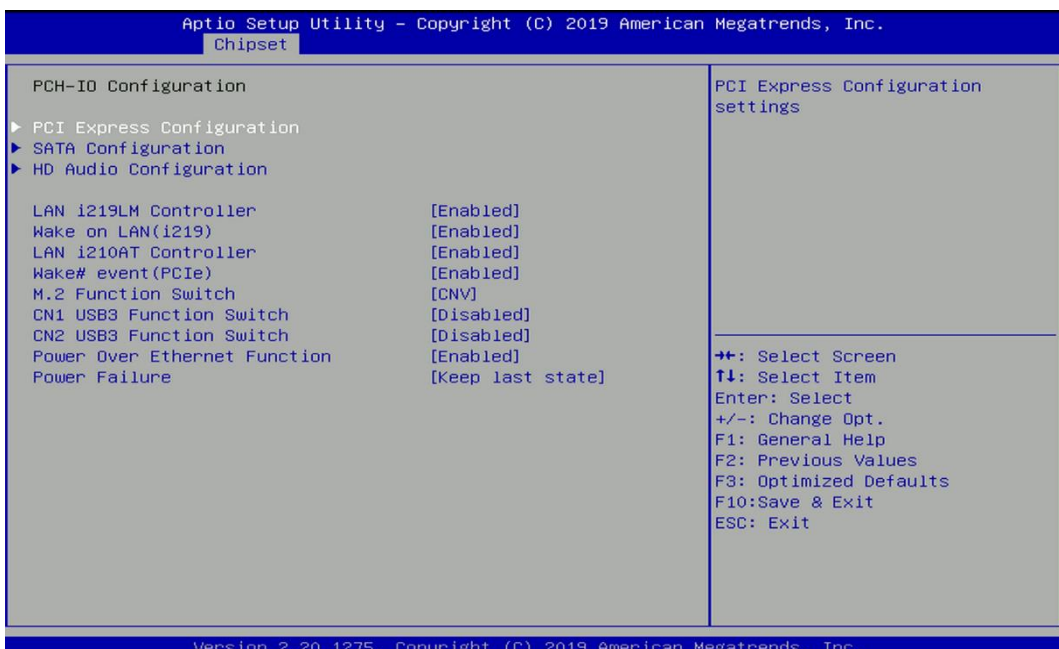 Aptio Setup Utility – Copyright (C) 2019 American Megatrends, Inc.
Chipset
PCH-IO Configuration
PCI Express Configuration
SATA Configuration
HD Audio Configuration
LAN i219LM Controller [Enabled]
Wake on LAN(i219) [Enabled]
LAN i210AT Controller [Enabled]
Wake# event(PCIe) [Enabled]
M.2 Function Switch [CNV]
CN1 USB3 Function Switch [Disabled]
CN2 USB3 Function Switch [Disabled]
Power Over Ethernet Function [Enabled]
Power Failure [Keep last state]
PCI Express Configuration
settings
→←: Select Screen
↑↓: Select Item
Enter: Select
+/-: Change Opt.
F1: General Help
F2: Previous Values
F3: Optimized Defaults
F10:Save & Exit
ESC: Exit
Version 2.20.1275. Copyright (C) 2019 American Megatrends, Inc.